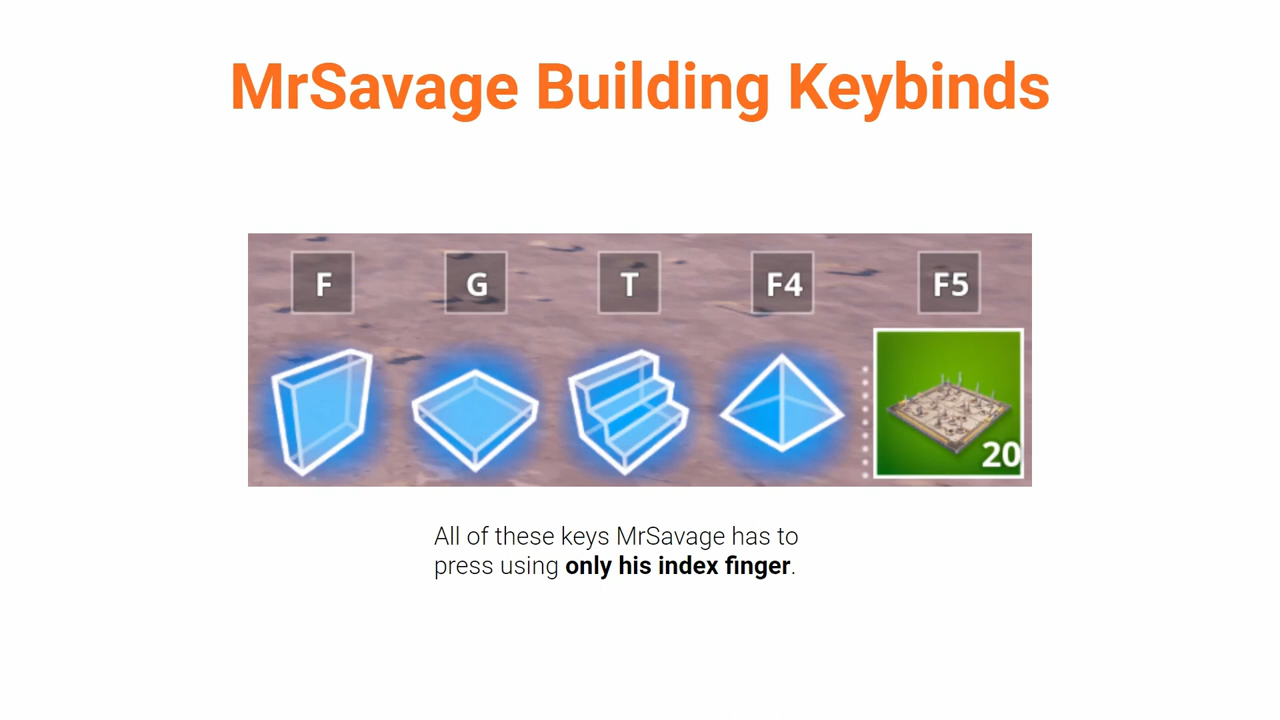 MrSavage Building Keybinds
F G T F4 F5
20
All of these keys MrSavage has to
press using only his index finger.